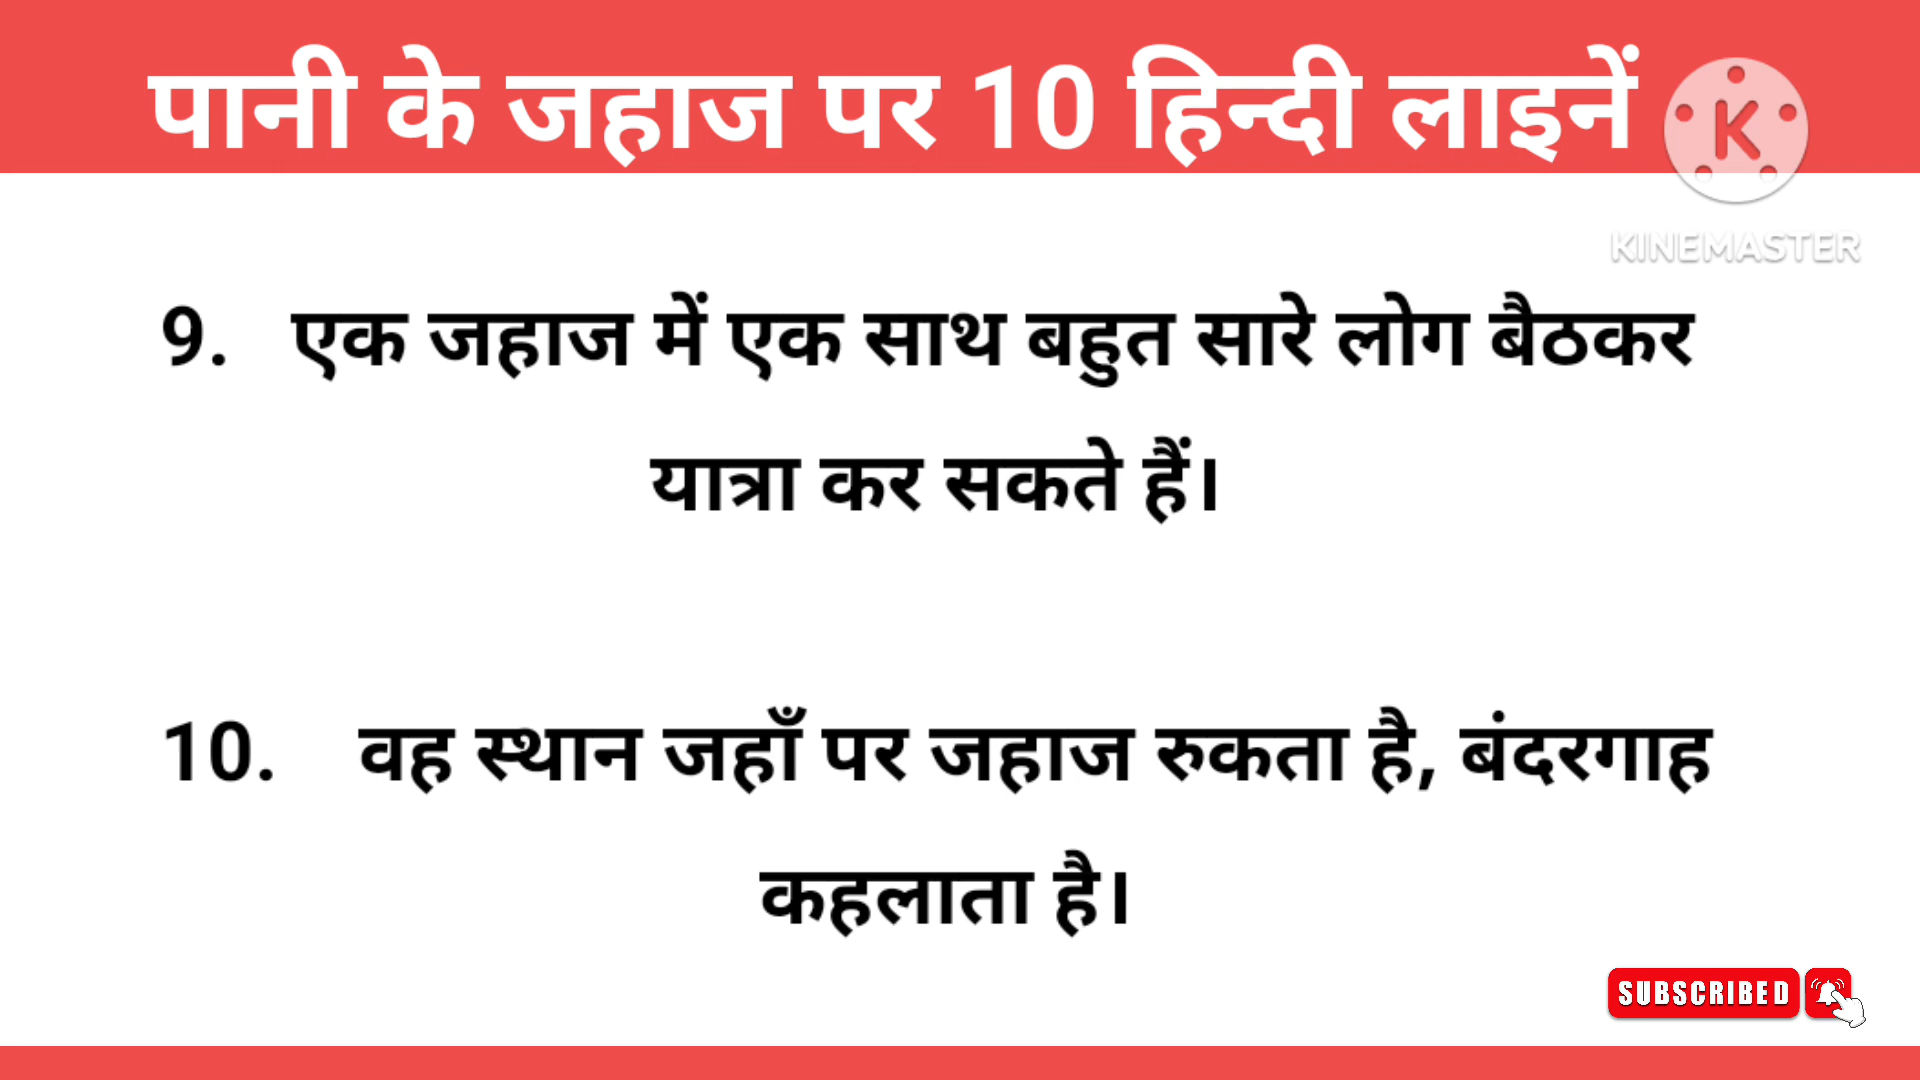 पानी के जहाज पर 10 हिन्दी लाइनें
KINEMASTER
9. एक जहाज में एक साथ बहुत सारे लोग बैठकर
यात्रा कर सकते हैं।
10. वह स्थान जहाँ पर जहाज रुकता है, बंदरगाह
कहलाता है।
SUBSCRIBED